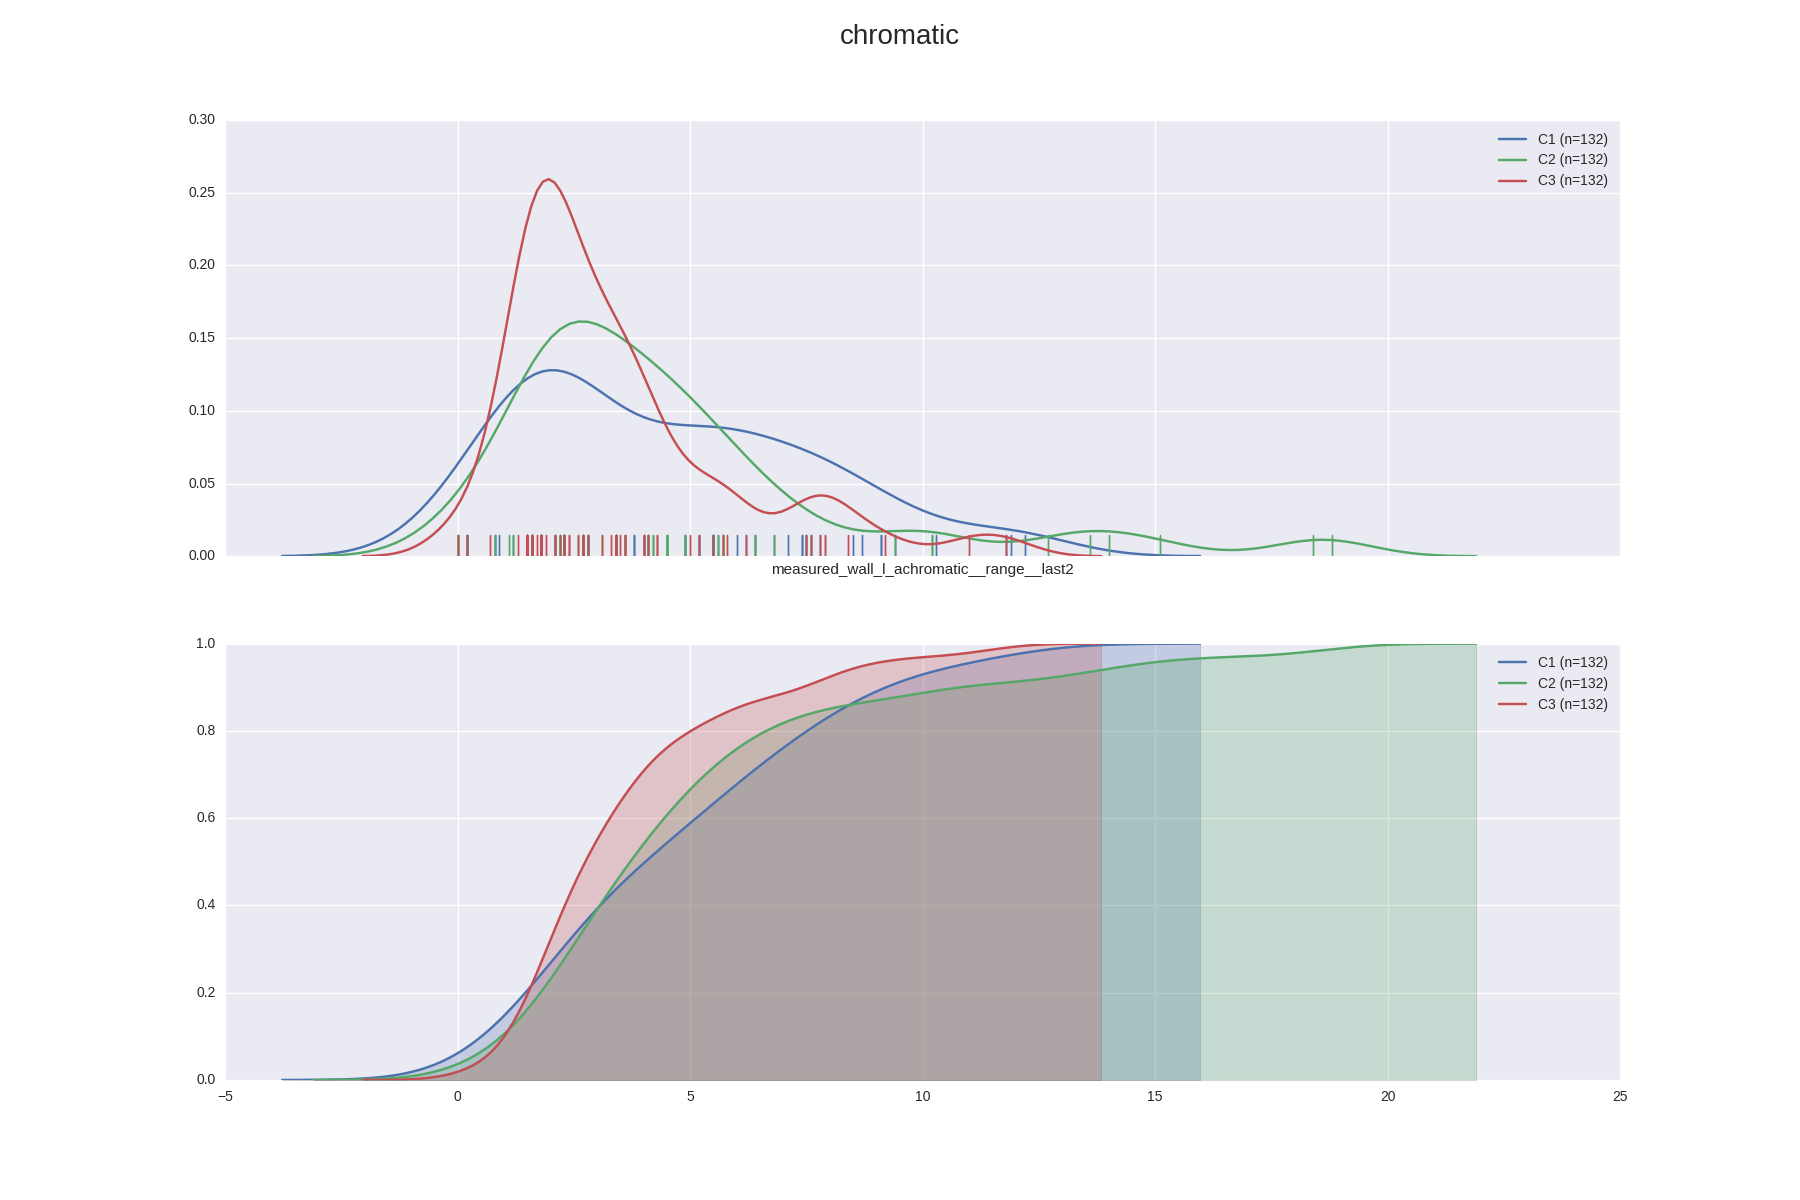 chromatic
0.30
0.25
0.20
0.15
0.10
0.05
0.00
C1 (n=132)
C2 (n=132)
C3 (n=132)
measured_wall_l_achromatic__range__last2
1.0
0.8
0.6
0.4
0.2
0.0
C1 (n=132)
C2 (n=132)
C3 (n=132)
−5 0 5 10 15 20 25